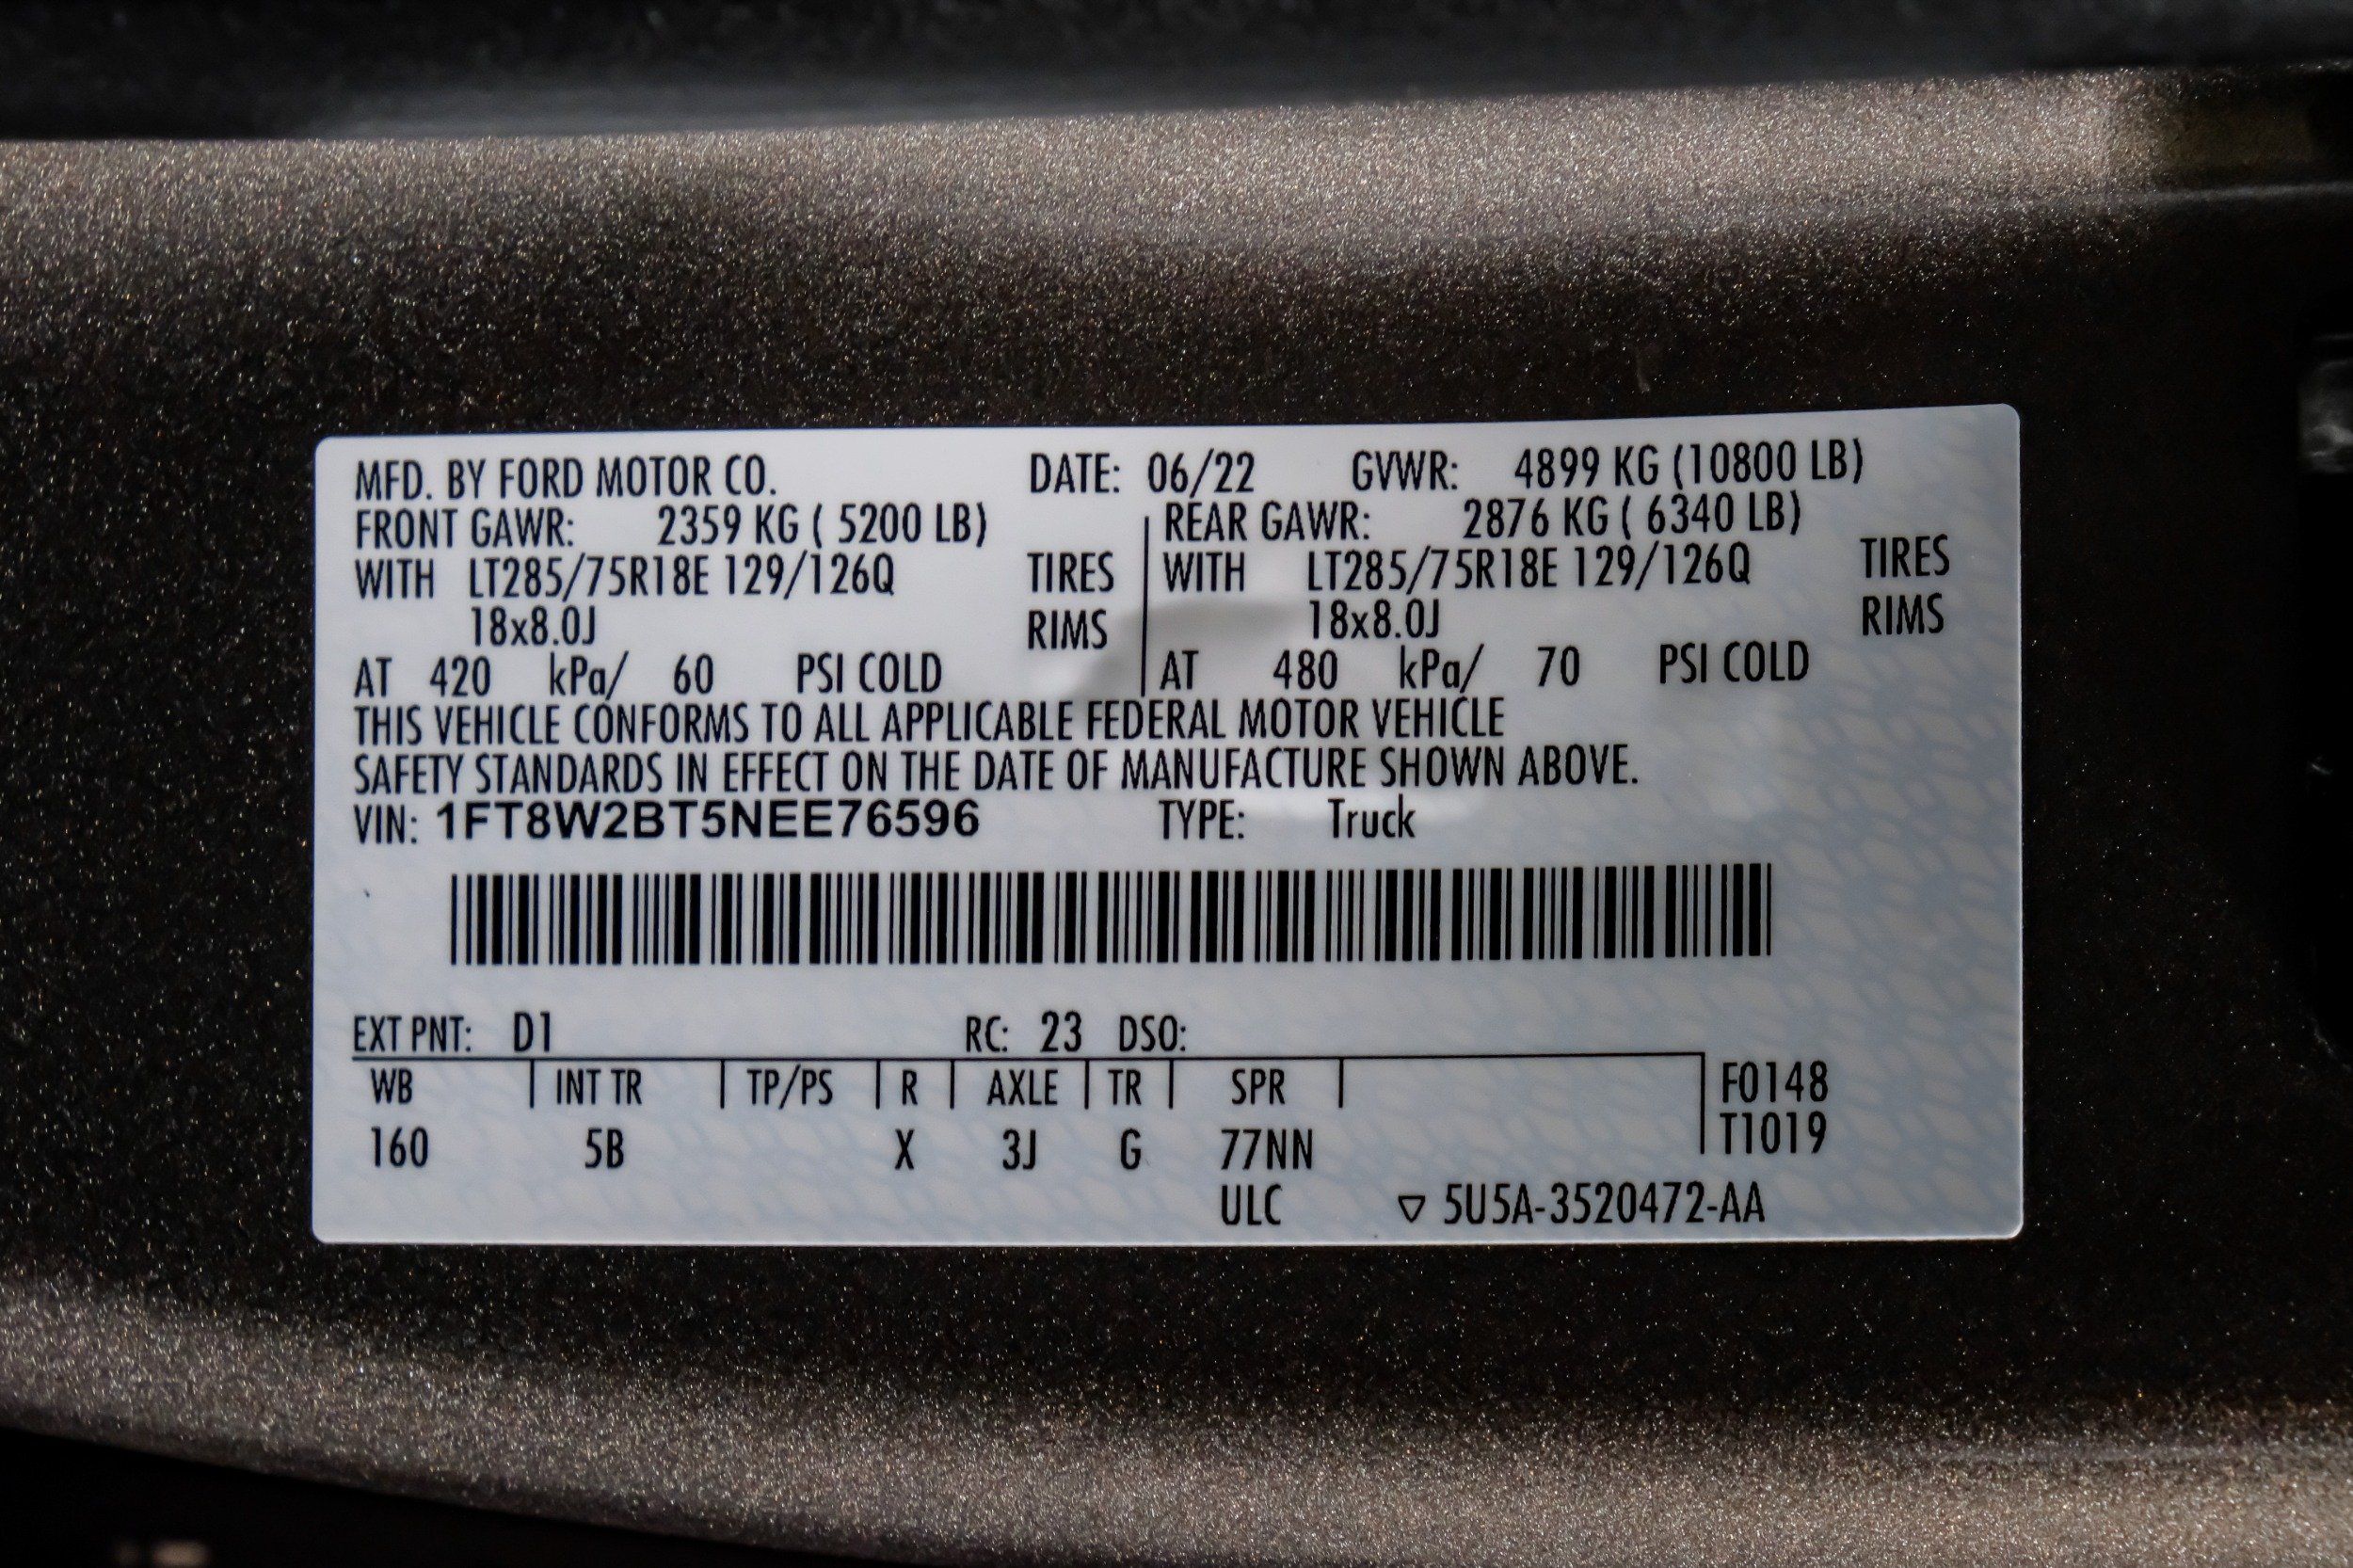 MFD. BY FORD MOTOR CO. DATE: 06/22 GVWR: 4899 KG (10800 LB)
FRONT GAWR: 2359 KG ( 5200 LB) REAR GAWR: 2876 KG ( 6340 LB)
WITH LT285/75R18E 129/126Q TIRES WITH LT285/75R18E 129/126Q TIRES
18x8.0J RIMS 18x8.0J RIMS
AT 420 kPa/ 60 PSI COLD AT 480 kPa/ 70 PSI COLD
THIS VEHICLE CONFORMS TO ALL APPLICABLE FEDERAL MOTOR VEHICLE
SAFETY STANDARDS IN EFFECT ON THE DATE OF MANUFACTURE SHOWN ABOVE.
VIN: 1FT8W2BT5NEE76596 TYPE: Truck
EXT PNT: D1 RC: 23 DSO:
WB INT TR TP/PS R AXLE TR SPR F0148
T1019
160 5B X 3J G 77NN
ULC ▽ 5U5A-3520472-AA